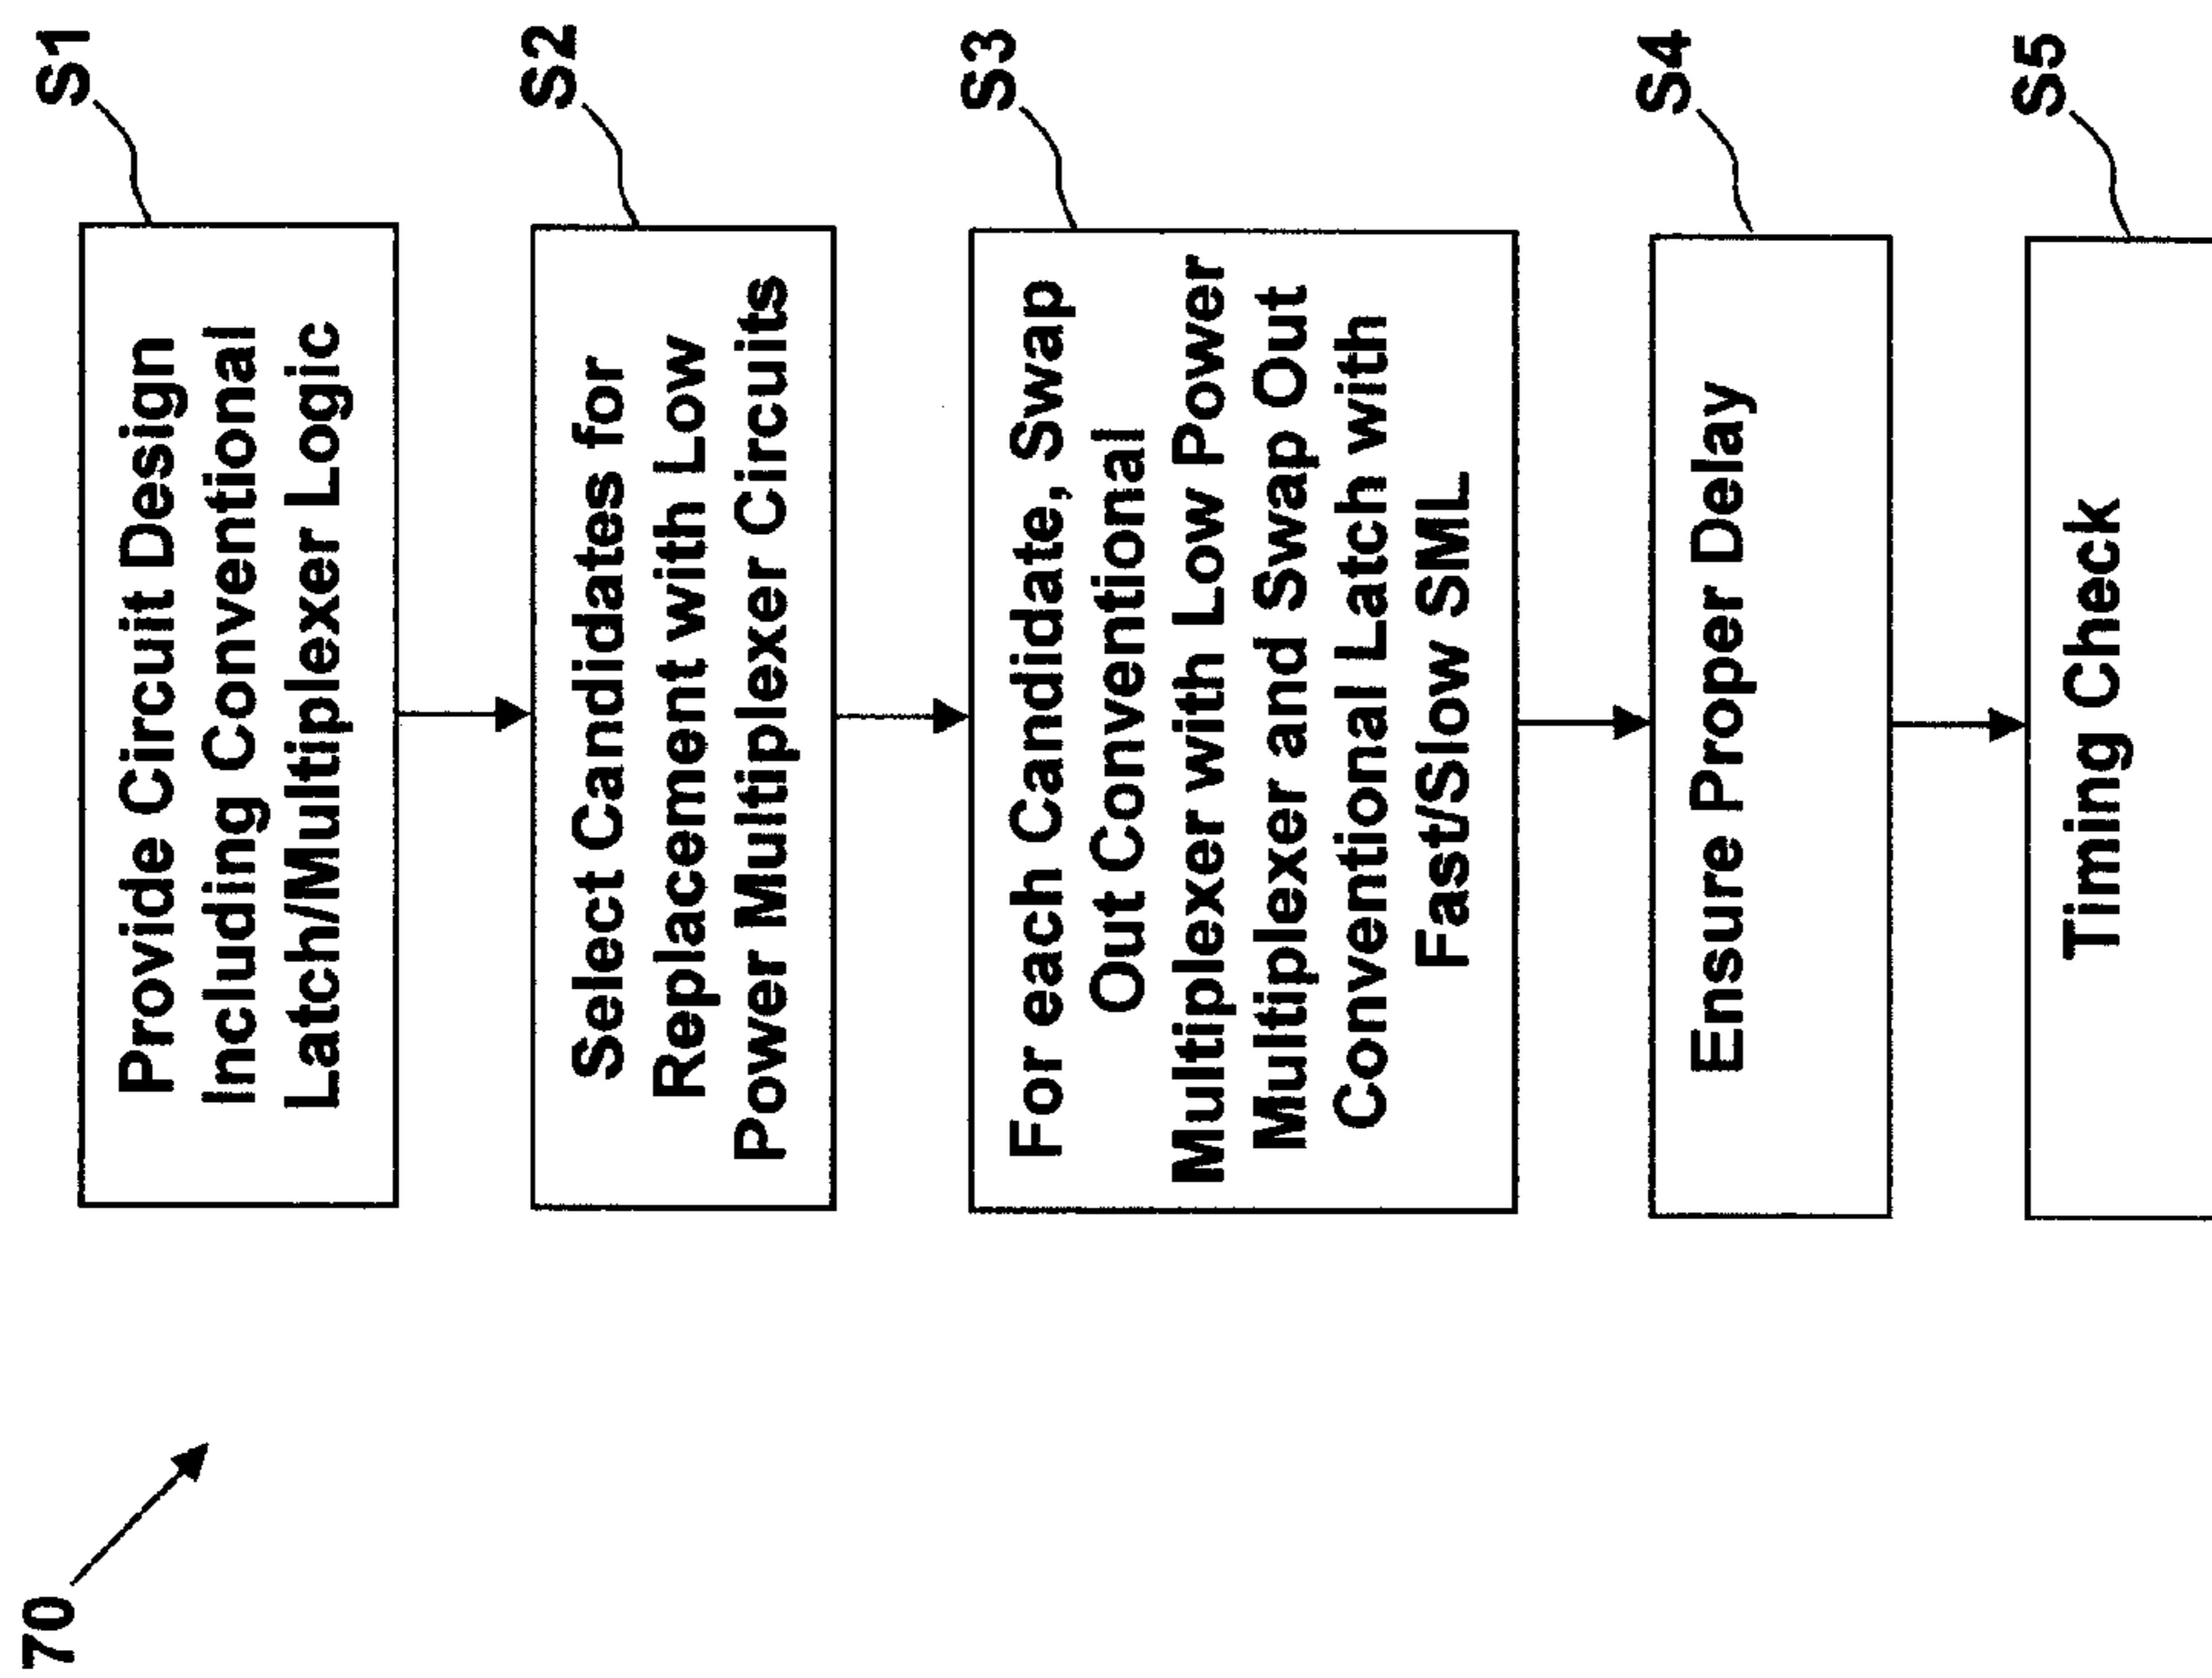 70
S1
Provide Circuit Design
Including Conventional
Latch/Multiplexer Logic
S2
Select Candidates for
Replacement with Low
Power Multiplexer Circuits
S3
For each Candidate, Swap
Out Conventional
Multiplexer with Low Power
Multiplexer and Swap Out
Conventional Latch with
Fast/Slow SML
S4
Ensure Proper Delay
S5
Timing Check